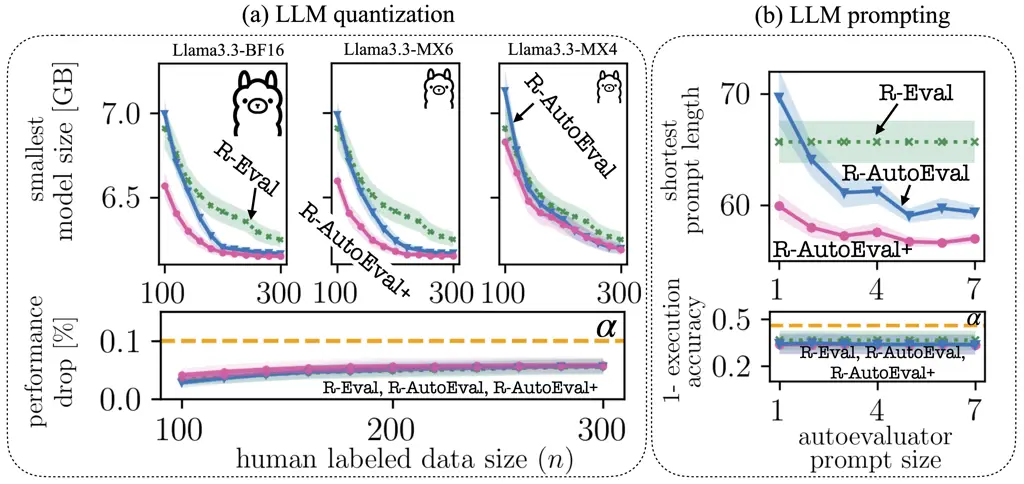 (a) LLM quantization
Llama3.3-BF16
Llama3.3-MX6
Llama3.3-MX4
smallest
model size [GB]
7.0
6.5
R-Eval
R-AutoEval+
R-AutoEval
100
300
100
300
100
300
performance
drop [%]
0.1
0.0
α
R-Eval, R-AutoEval, R-AutoEval+
100
200
300
human labeled data size (n)
(b) LLM prompting
shortest
prompt length
70
60
R-Eval
R-AutoEval
R-AutoEval+
1
4
7
1- execution
accuracy
0.5
0.2
α
R-Eval, R-AutoEval,
R-AutoEval+
1
4
7
autoevaluator
prompt size